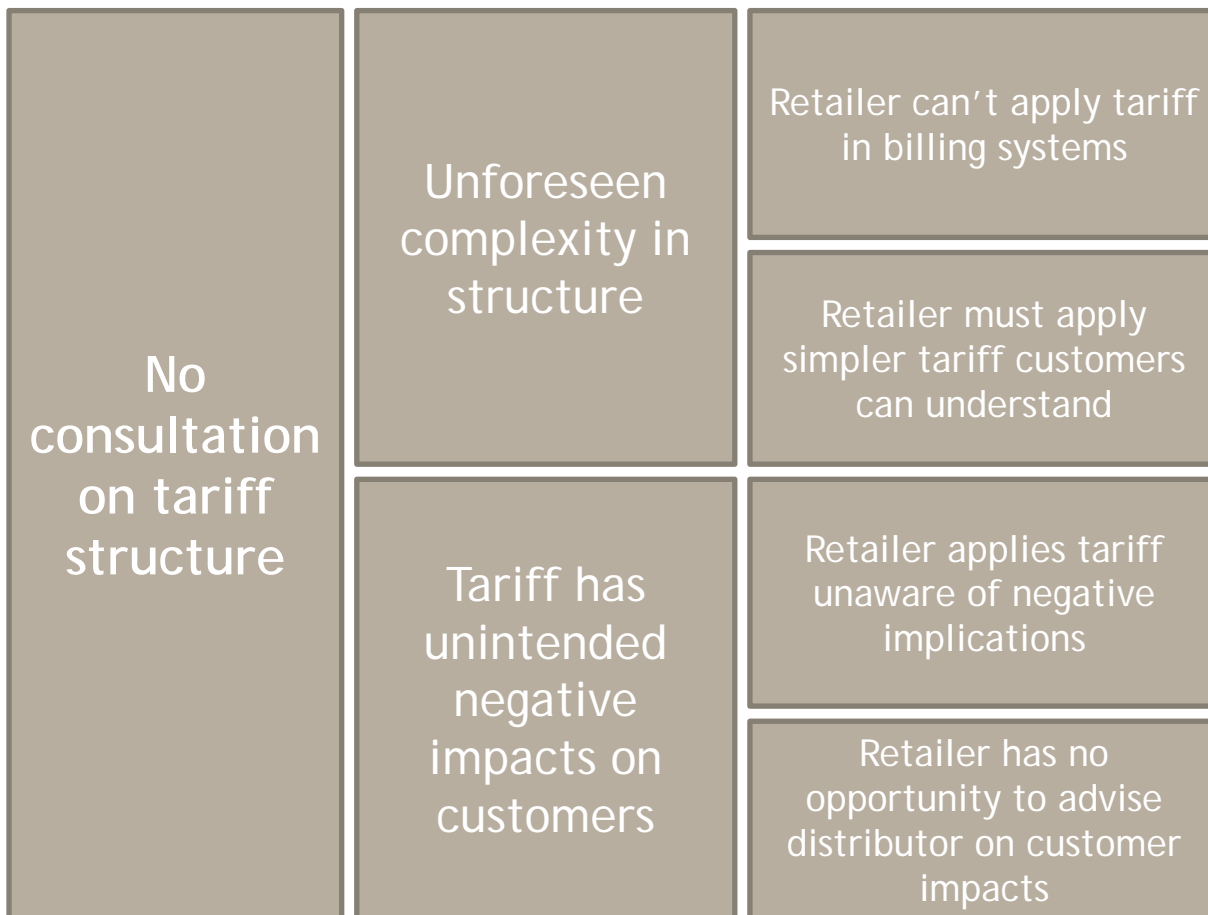 No
consultation
on tariff
structure
Unforeseen
complexity in
structure
Tariff has
unintended
negative
impacts on
customers
Retailer can't apply tariff
in billing systems
Retailer must apply
simpler tariff customers
can understand
Retailer applies tariff
unaware of negative
implications
Retailer has no
opportunity to advise
distributor on customer
impacts